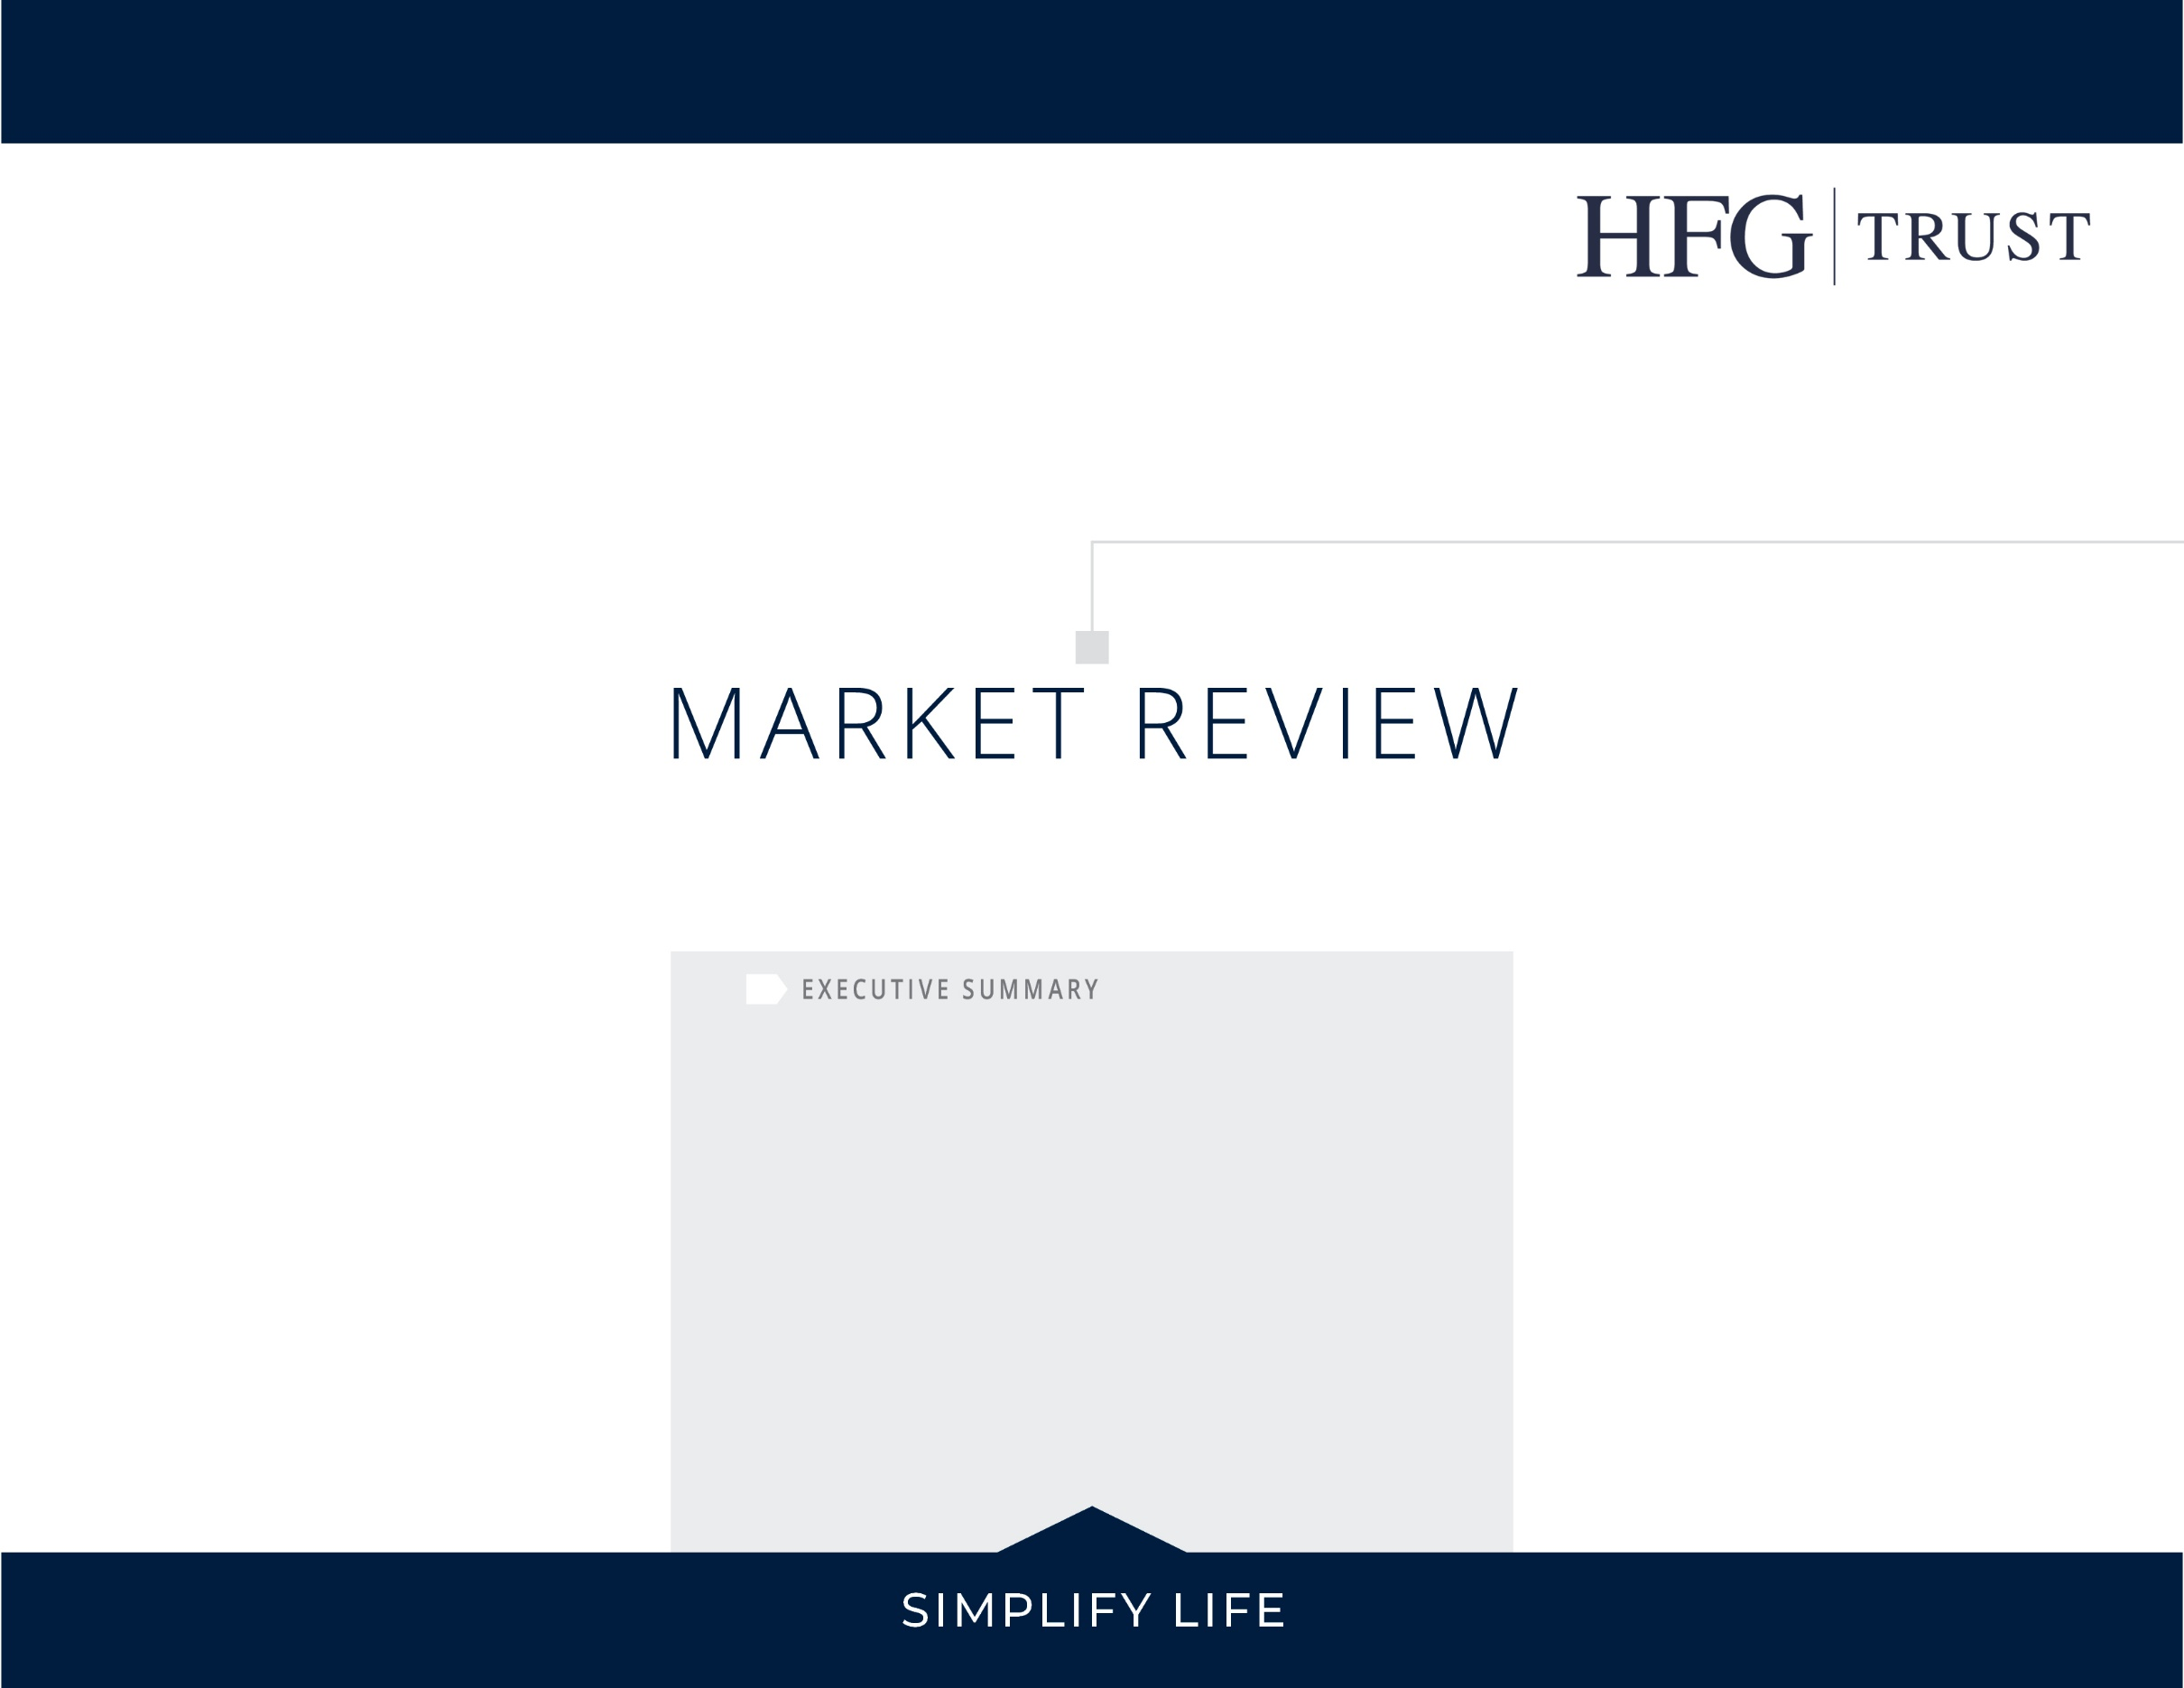 HFG TRUST
MARKET REVIEW
EXECUTIVE SUMMARY
SIMPLIFY LIFE